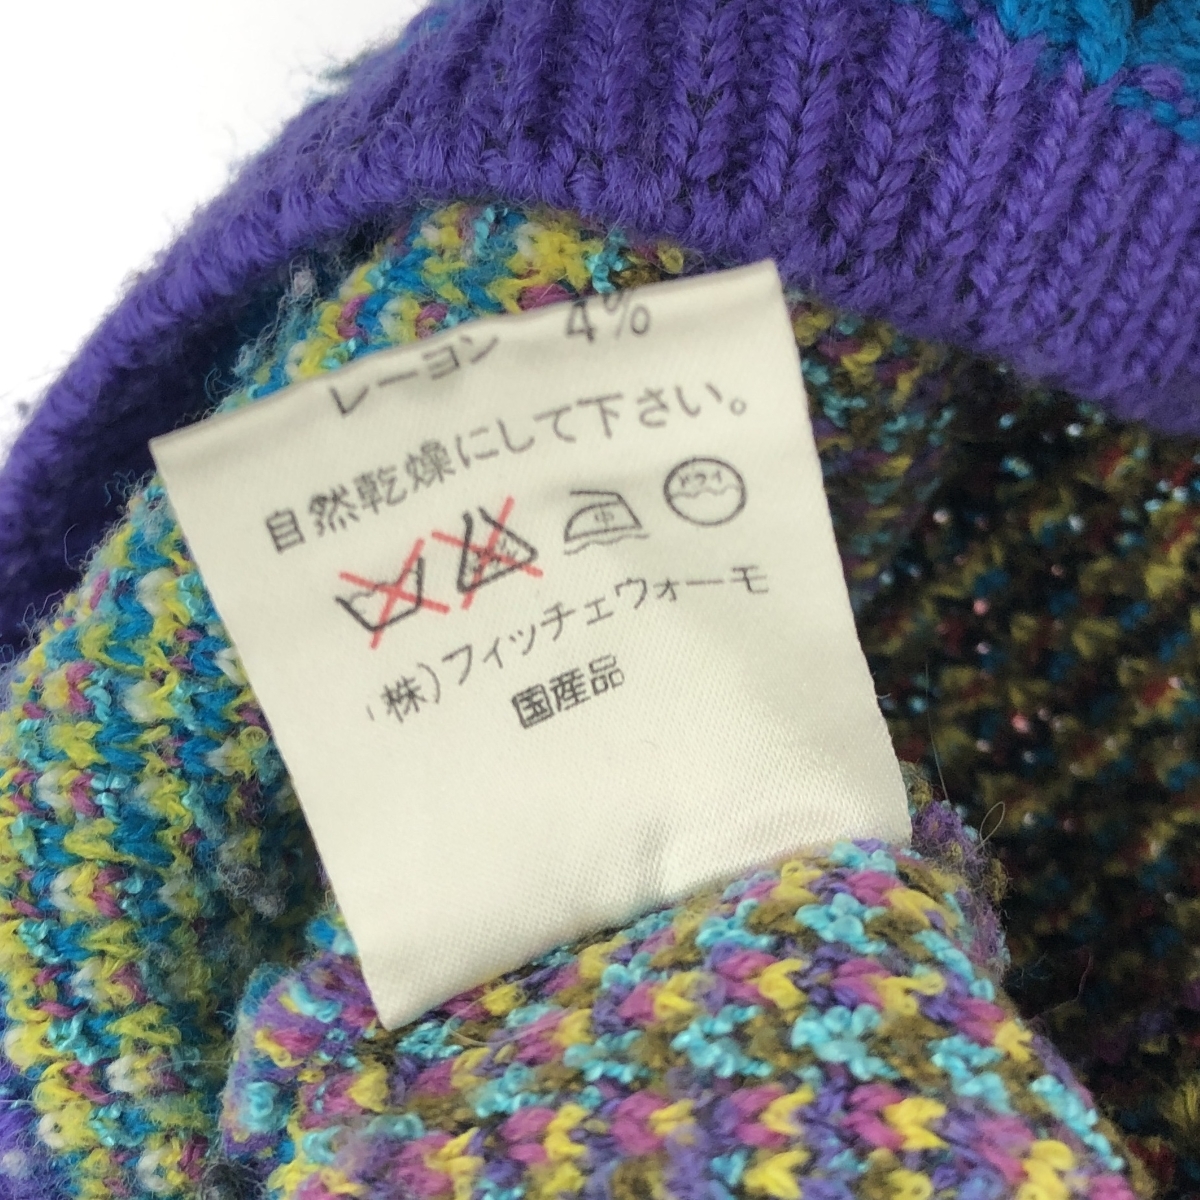 レーヨン 4%
自然乾燥にして下さい。
中 ドライ
(株)フィッチェウォーモ
国産品